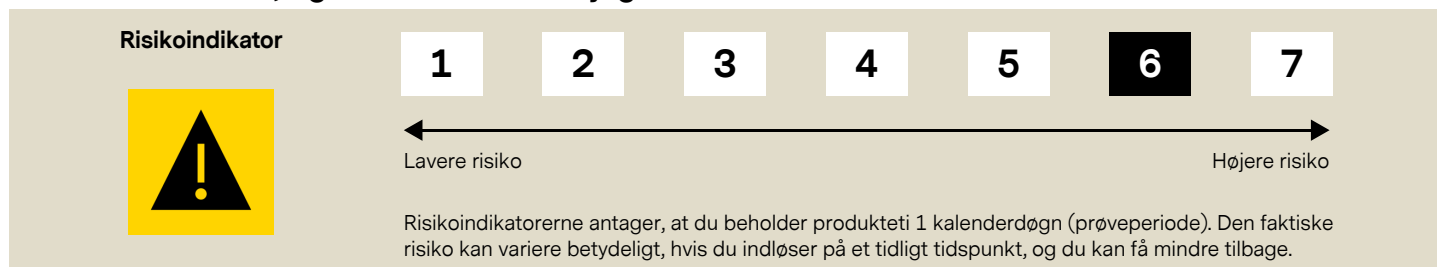 Risikoindikator
1 2 3 4 5 6 7
Lavere risiko Højere risiko
Risikoindikatorerne antager, at du beholder produkteti 1 kalenderdøgn (prøveperiode). Den faktiske
risiko kan variere betydeligt, hvis du indløser på et tidligt tidspunkt, og du kan få mindre tilbage.